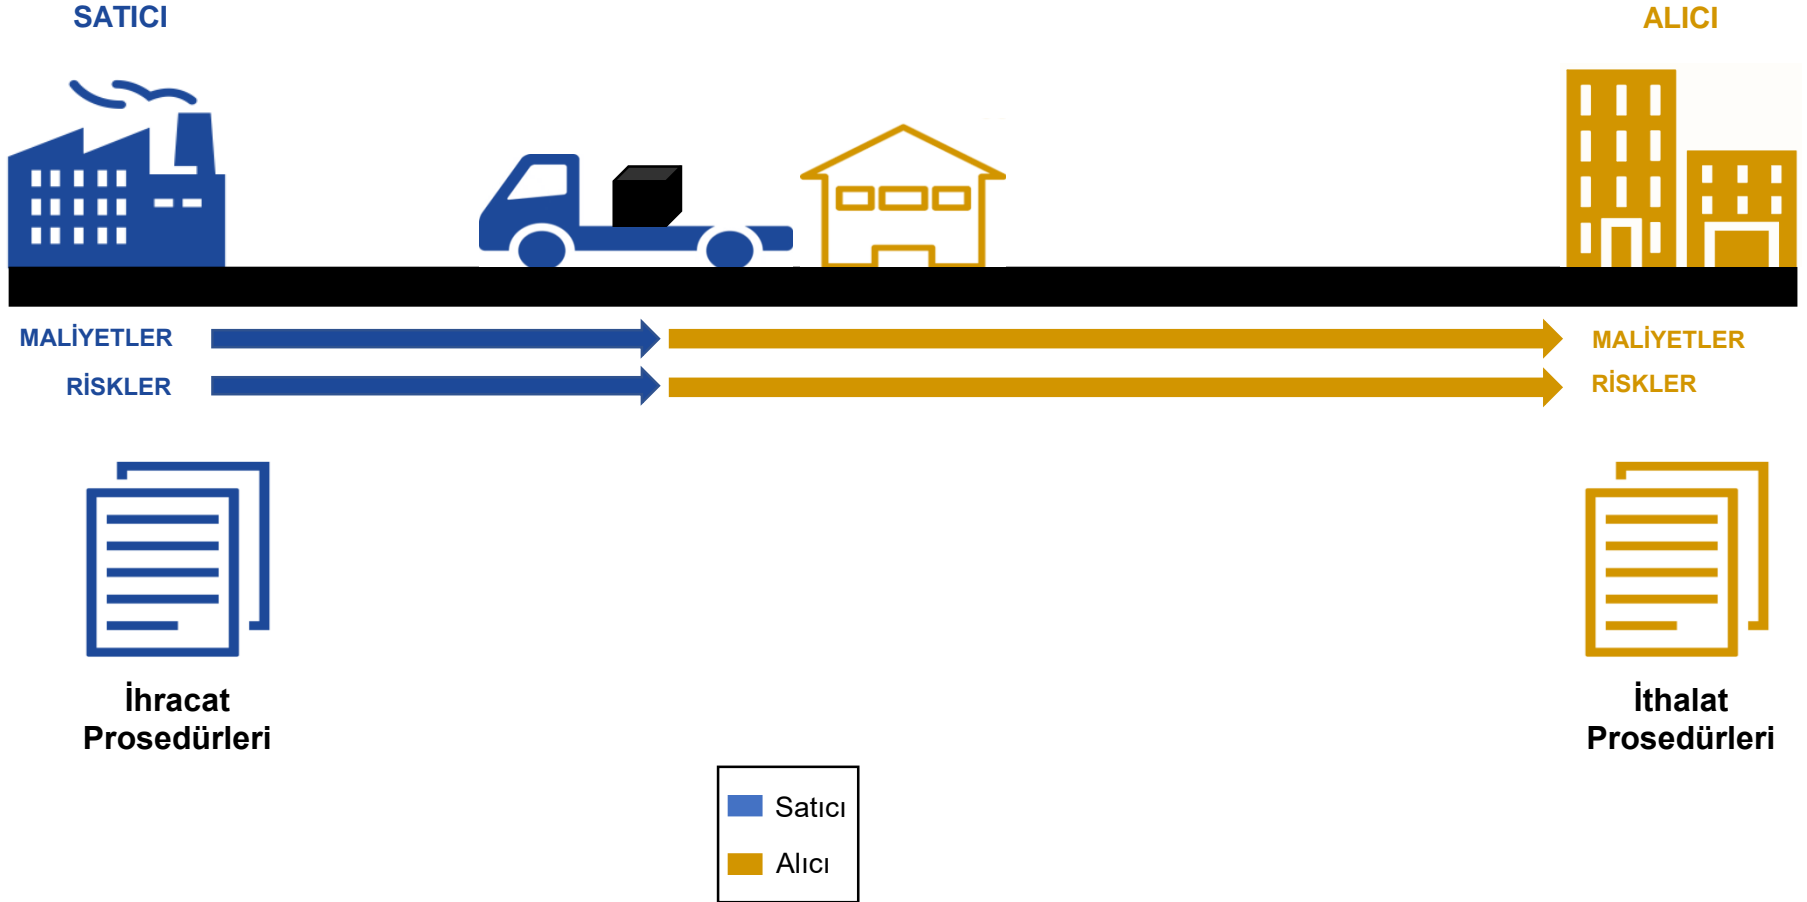 SATICI
ALICI
MALİYETLER
MALİYETLER
RİSKLER
RİSKLER
İhracat
Prosedürleri
İthalat
Prosedürleri
Satıcı
Alıcı